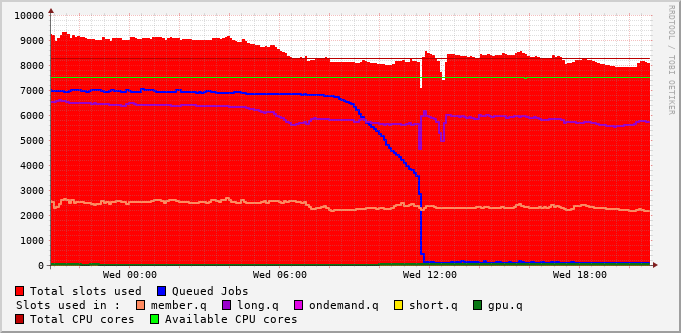 10000
9000
8000
7000
6000
5000
4000
3000
2000
1000
0
Wed 00:00 Wed 06:00 Wed 12:00 Wed 18:00
RRDTOOL / TOBI OETIKER
Total slots used Queued Jobs
Slots used in : member.q long.q ondemand.q short.q gpu.q
Total CPU cores Available CPU cores